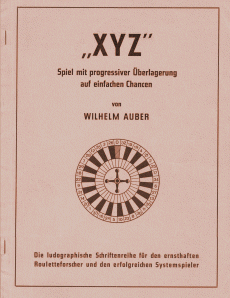 „XYZ"
Spiel mit progressiver Überlagerung
auf einfachen Chancen
von
WILHELM AUBER
Die ludographische Schriftenreihe für den ernsthaften
Rouletteforscher und den erfolgreichen Systemspieler